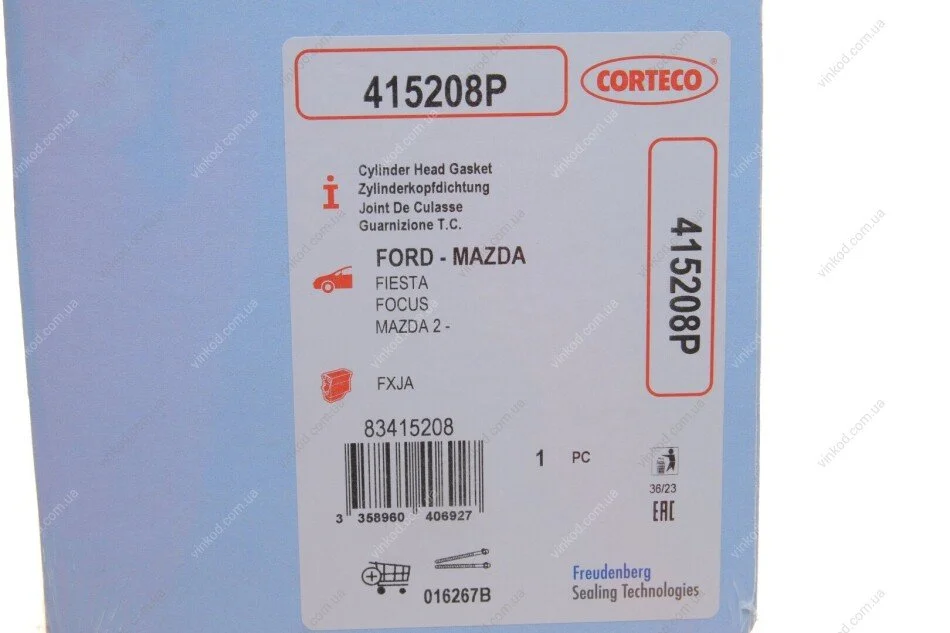 415208P
CORTECO®
415208P
Cylinder Head Gasket
Zylinderkopfdichtung
Joint De Culasse
Guarnizione T.C.
FORD - MAZDA
FIESTA
FOCUS
MAZDA 2 -
FXJA
83415208
1 PC
3 358960 406927
36/23
EAC
016267B
Freudenberg
Sealing Technologies
vinkod.com.ua